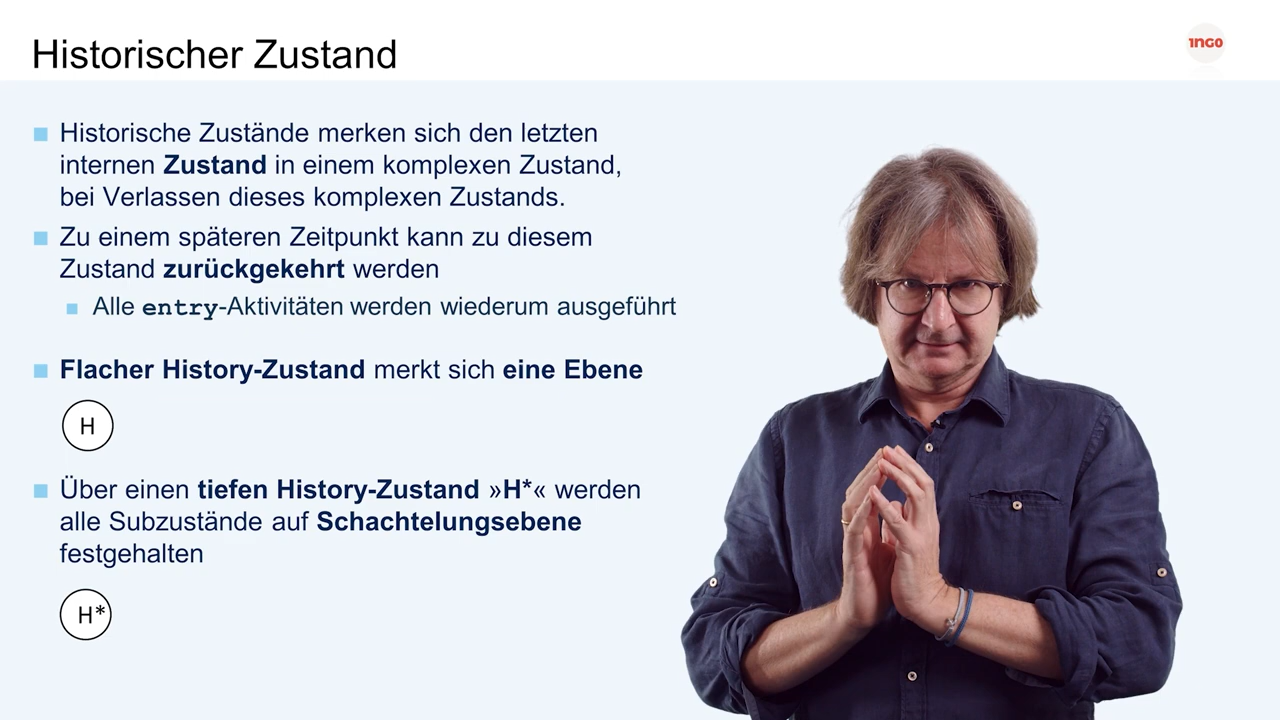 Historischer Zustand
1NGO
Historische Zustände merken sich den letzten
internen Zustand in einem komplexen Zustand,
bei Verlassen dieses komplexen Zustands.
Zu einem späteren Zeitpunkt kann zu diesem
Zustand zurückgekehrt werden
Alle entry-Aktivitäten werden wiederum ausgeführt
Flacher History-Zustand merkt sich eine Ebene
H
Über einen tiefen History-Zustand »H*« werden
alle Subzustände auf Schachtelungsebene
festgehalten
H*